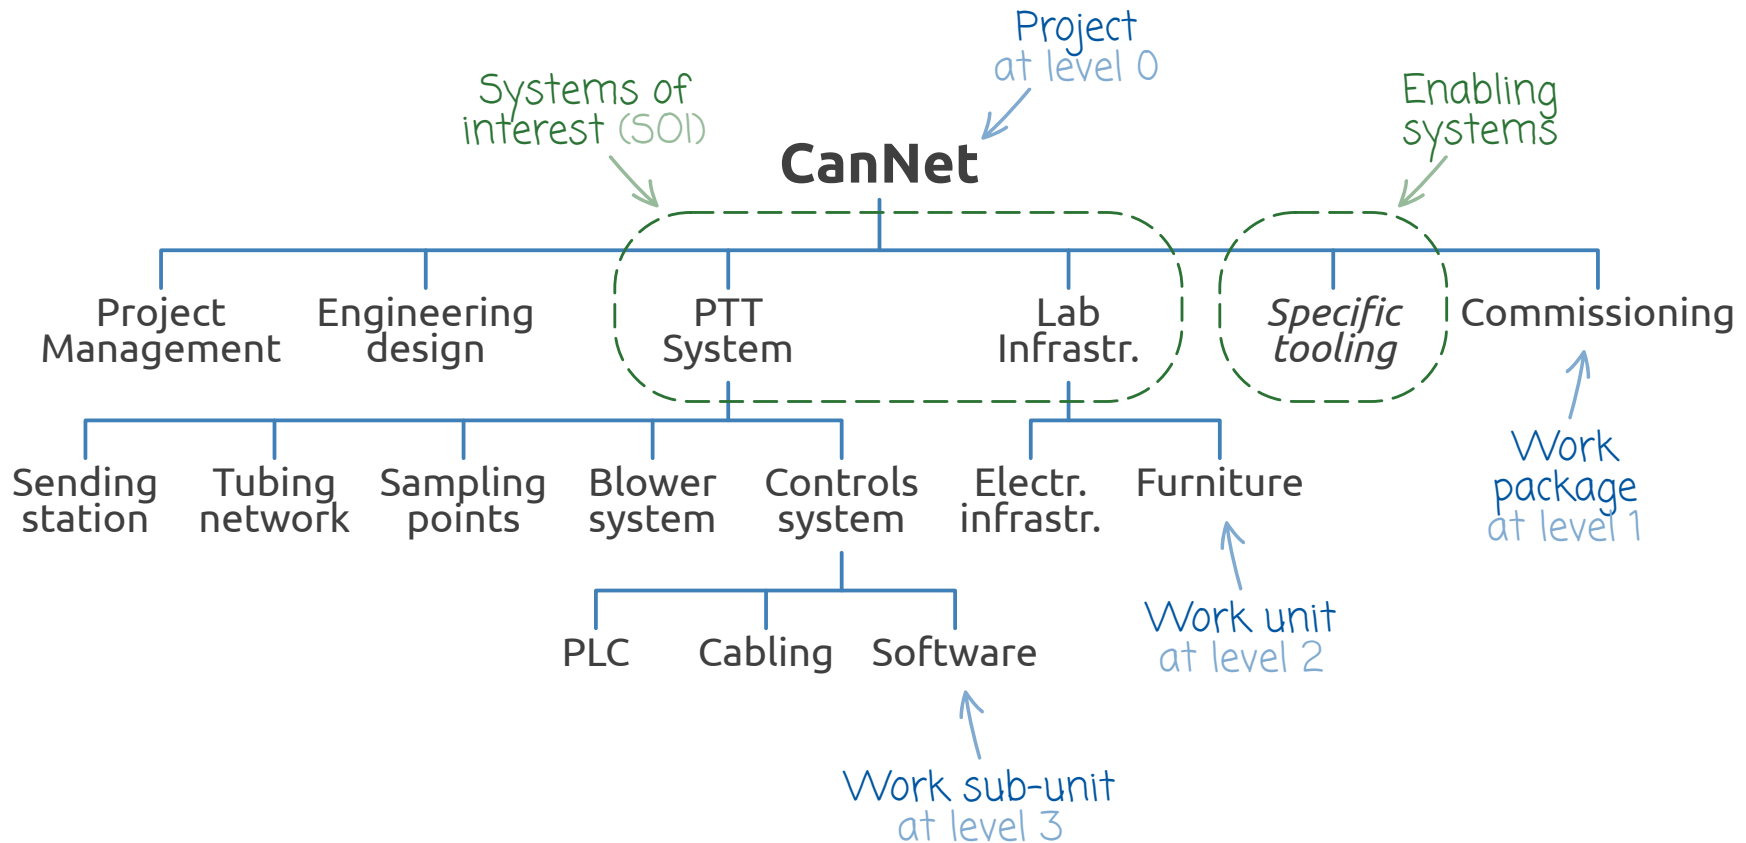 Project
at level 0
Systems of
interest (SOI)
Enabling
systems
CanNet
Project
Management
Engineering
design
PTT
System
Lab
Infrastr.
Specific
tooling
Commissioning
Sending
station
Tubing
network
Sampling
points
Blower
system
Controls
system
Electr.
infrastr.
Furniture
Work
package
at level 1
PLC
Cabling
Software
Work unit
at level 2
Work sub-unit
at level 3